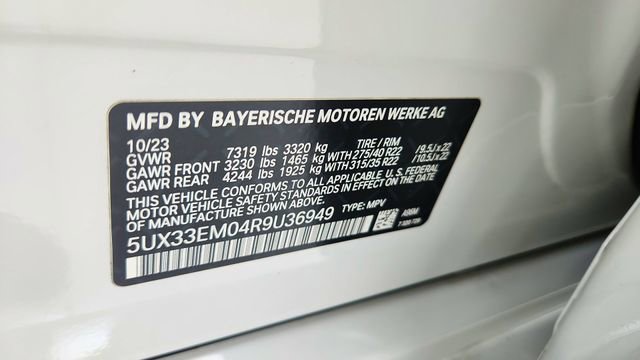 MFD BY BAYERISCHE MOTOREN WERKE AG
10/23 TIRE / RIM
GVWR 7319 lbs 3320 kg
GAWR FRONT 3230 lbs 1465 kg WITH 275/40 R22 /9.5J x 22
GAWR REAR 4244 lbs 1925 kg WITH 315/35 R22 /10.5J x 22
THIS VEHICLE CONFORMS TO ALL APPLICABLE U.S. FEDERAL
MOTOR VEHICLE SAFETY STANDARDS IN EFFECT ON THE
DATE OF MANUFACTURE SHOWN ABOVE.
5UX33EM04R9U36949 TYPE: MPV
A96M